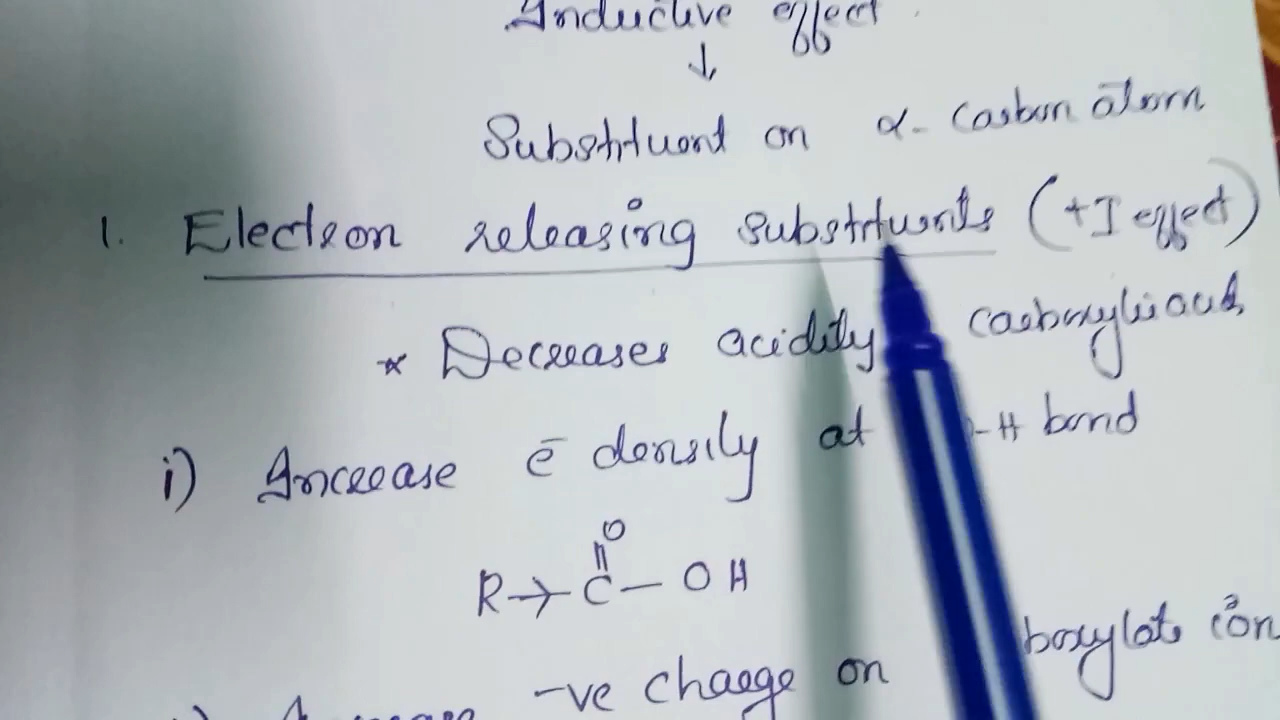 Inductive effect
↓
Substituent on α- carbon atom
1. Electron releasing substituents (+I effect)
* Decreases acidity carboxylic acids
i) Increase ē density at -H bond
O
R→C-OH
-ve charge on boxylate ion